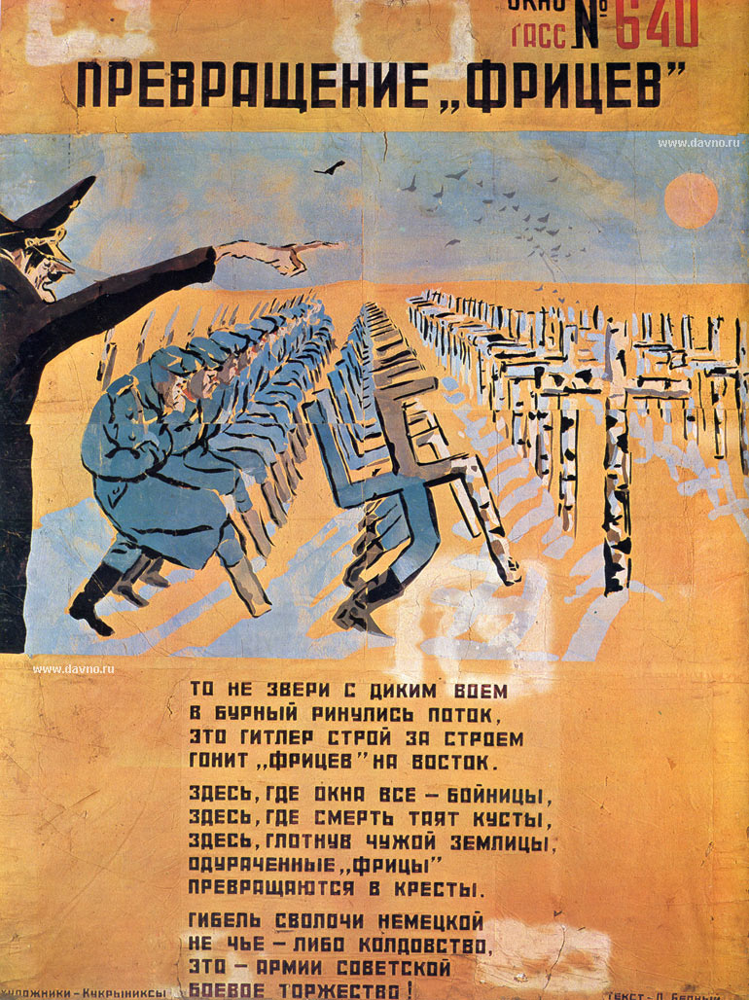 ОКНО
ТАСС № 640
ПРЕВРАЩЕНИЕ „ФРИЦЕВ”
www.davno.ru
www.davno.ru
ТО НЕ ЗВЕРИ С ДИКИМ ВОЕМ
В БУРНЫЙ РИНУЛИСЬ ПОТОК,
ЭТО ГИТЛЕР СТРОЙ ЗА СТРОЕМ
ГОНИТ „ФРИЦЕВ” НА ВОСТОК.
ЗДЕСЬ, ГДЕ ОКНА ВСЕ – БОЙНИЦЫ,
ЗДЕСЬ, ГДЕ СМЕРТЬ ТАЯТ КУСТЫ,
ЗДЕСЬ, ГЛОТНУВ ЧУЖОЙ ЗЕМЛИЦЫ,
ОДУРАЧЕННЫЕ „ФРИЦЫ”
ПРЕВРАЩАЮТСЯ В КРЕСТЫ.
ГИБЕЛЬ СВОЛОЧИ НЕМЕЦКОЙ
НЕ ЧЬЕ – ЛИБО КОЛДОВСТВО,
ЭТО – АРМИИ СОВЕТСКОЙ
БОЕВОЕ ТОРЖЕСТВО!
ХУДОЖНИКИ – КУКРЫНИКСЫ
ТЕКСТ – Д. БЕДНЫЙ